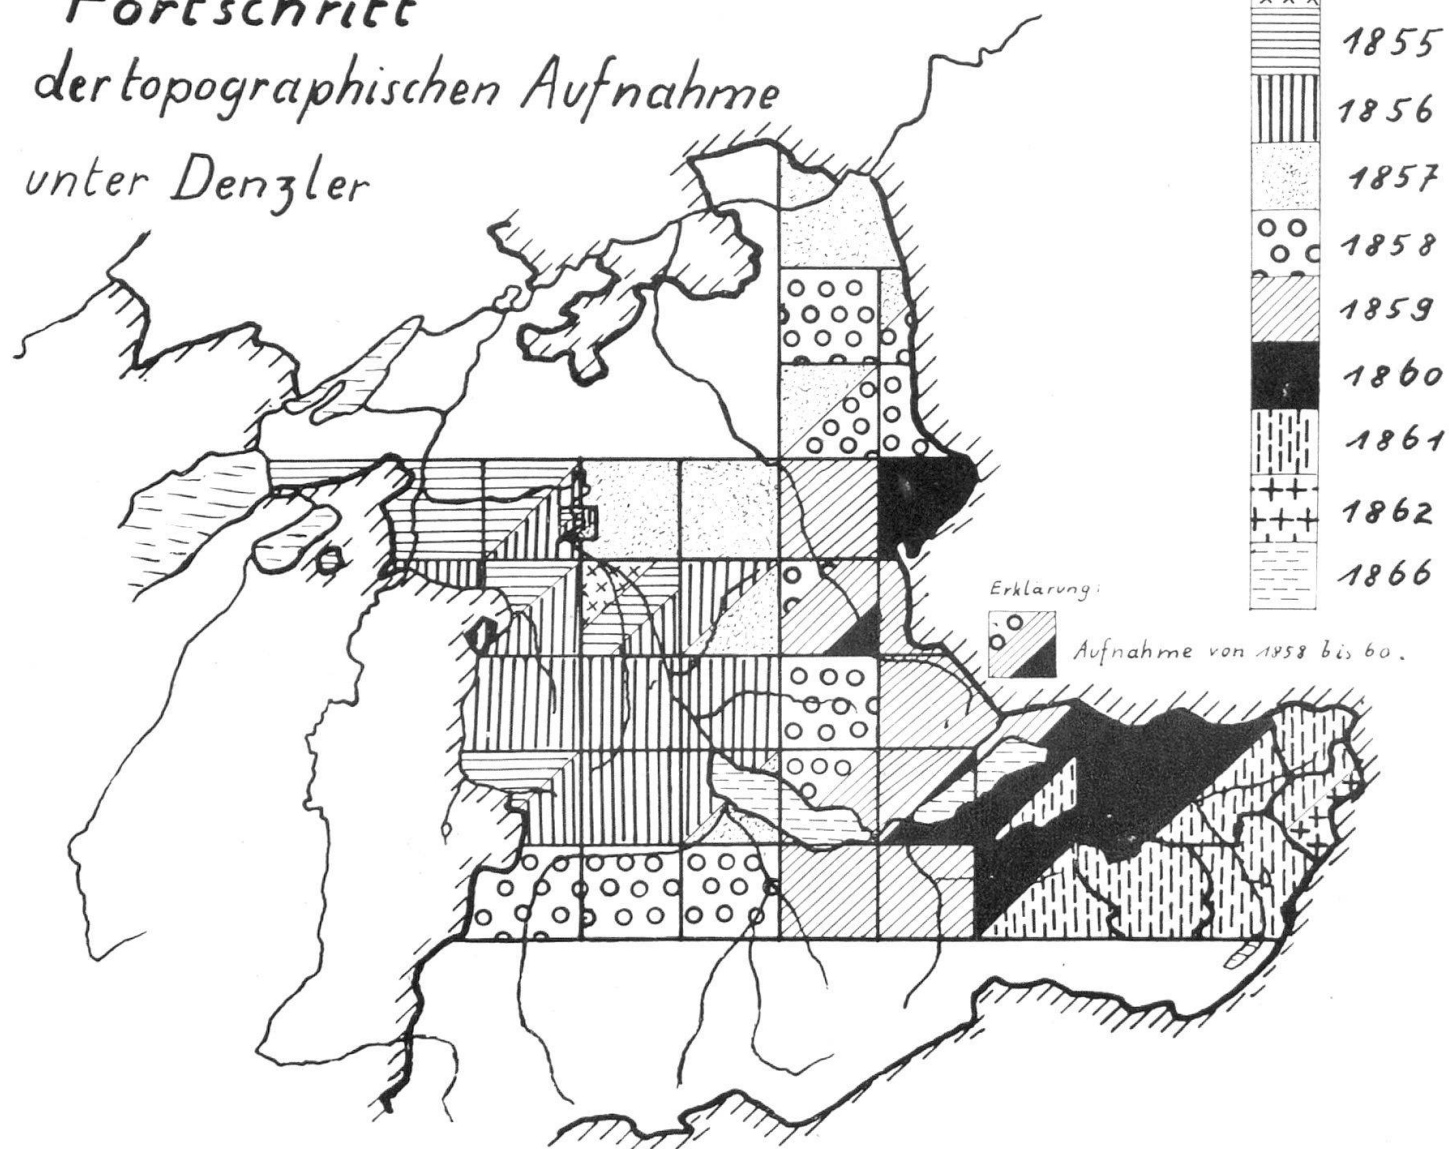 Fortschritt
der topographischen Aufnahme
unter Denzler
1855
1856
1857
1858
1859
1860
1861
1862
1866
Erklärung:
Aufnahme von 1858 bis 60.